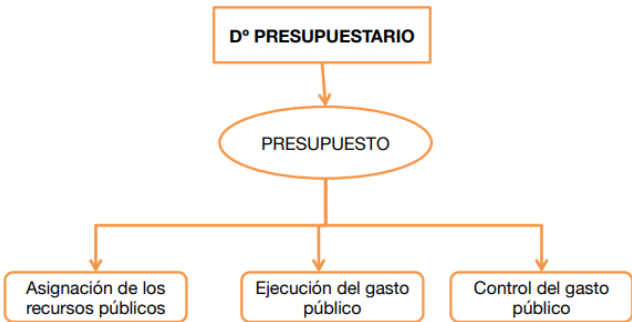 Dº PRESUPUESTARIO
PRESUPUESTO
Asignación de los
recursos públicos
Ejecución del gasto
público
Control del gasto
público